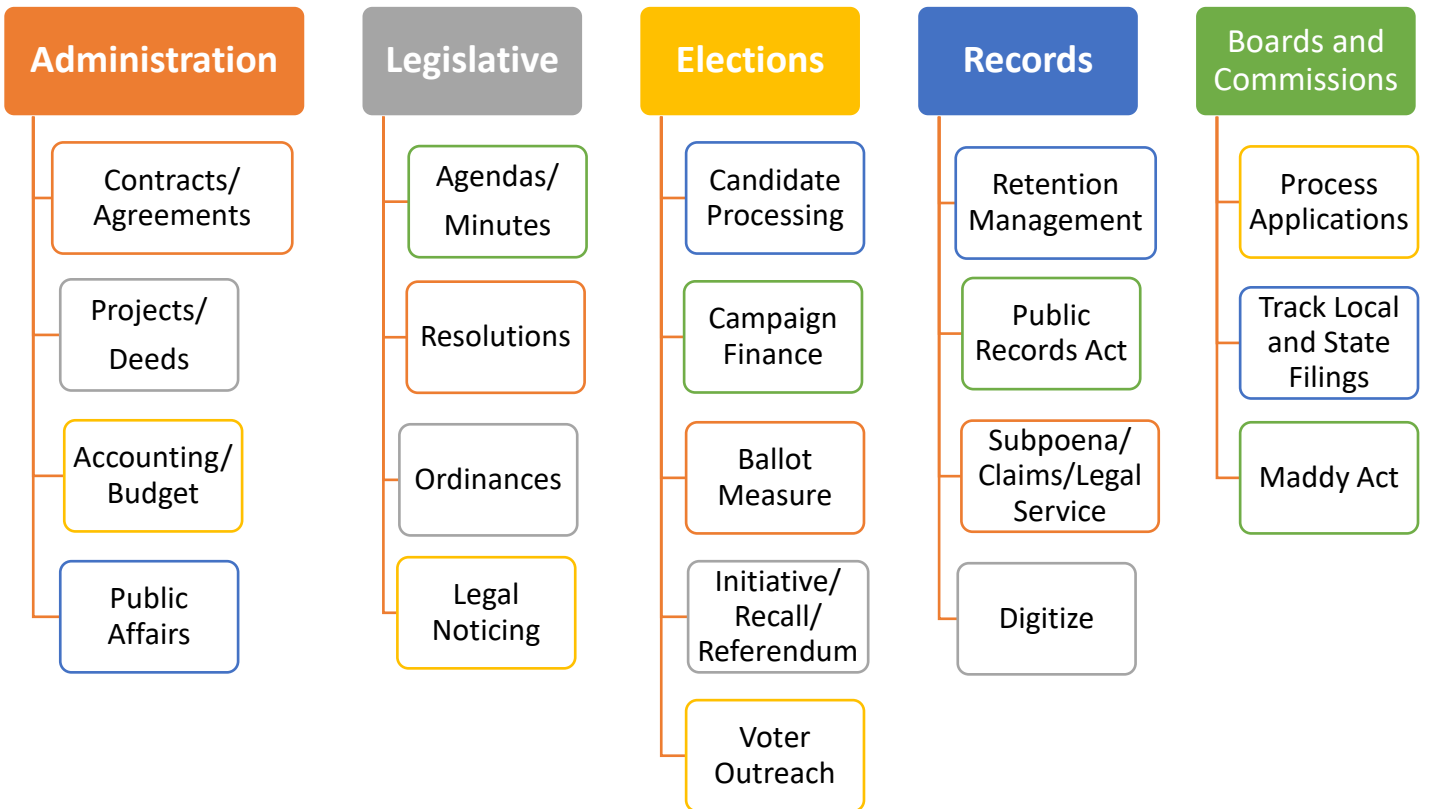 Administration
Contracts/
Agreements
Projects/
Deeds
Accounting/
Budget
Public
Affairs
Legislative
Agendas/
Minutes
Resolutions
Ordinances
Legal
Noticing
Elections
Candidate
Processing
Campaign
Finance
Ballot
Measure
Initiative/
Recall/
Referendum
Voter
Outreach
Records
Retention
Management
Public
Records Act
Subpoena/
Claims/Legal
Service
Digitize
Boards and
Commissions
Process
Applications
Track Local
and State
Filings
Maddy Act